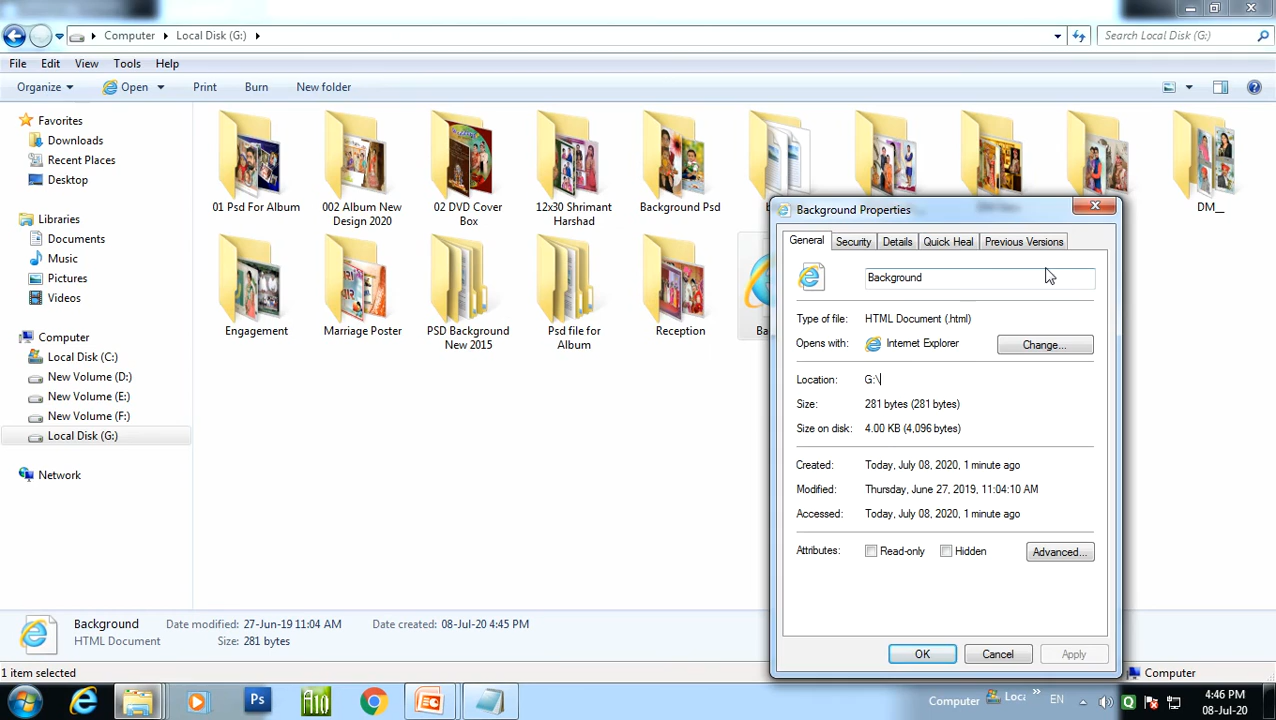 Computer
Local Disk (G:)
Search Local Disk (G:)
File Edit View Tools Help
Organize Open Print Burn New folder
Favorites
Downloads
Recent Places
Desktop
Libraries
Documents
Music
Pictures
Videos
Computer
Local Disk (C:)
New Volume (D:)
New Volume (E:)
New Volume (F:)
Local Disk (G:)
Network
01 Psd For Album
002 Album New Design 2020
02 DVD Cover Box
12x30 Shrimant Harshad
Background Psd
DM_
Engagement
Marriage Poster
PSD Background New 2015
Psd file for Album
Reception
Background Properties
General Security Details Quick Heal Previous Versions
Background
Type of file: HTML Document (.html)
Opens with: Internet Explorer Change...
Location: G:\
Size: 281 bytes (281 bytes)
Size on disk: 4.00 KB (4,096 bytes)
Created: Today, July 08, 2020, 1 minute ago
Modified: Thursday, June 27, 2019, 11:04:10 AM
Accessed: Today, July 08, 2020, 1 minute ago
Attributes: Read-only Hidden Advanced...
OK Cancel Apply
Background Date modified: 27-Jun-19 11:04 AM Date created: 08-Jul-20 4:45 PM
HTML Document Size: 281 bytes
1 item selected
Computer
Ps
Computer Loca » EN
4:46 PM
08-Jul-20